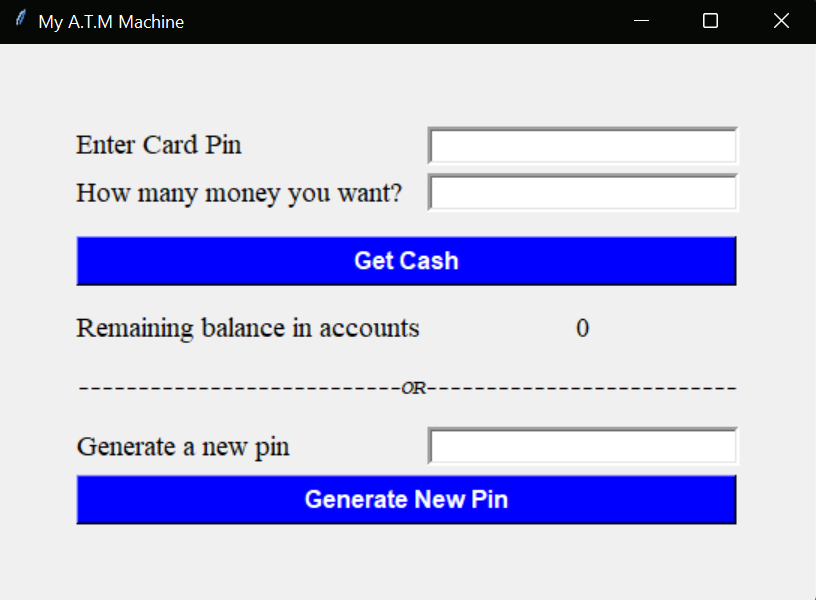 My A.T.M Machine
Enter Card Pin
How many money you want?
Get Cash
Remaining balance in accounts 0
---------------------------OR--------------------------
Generate a new pin
Generate New Pin